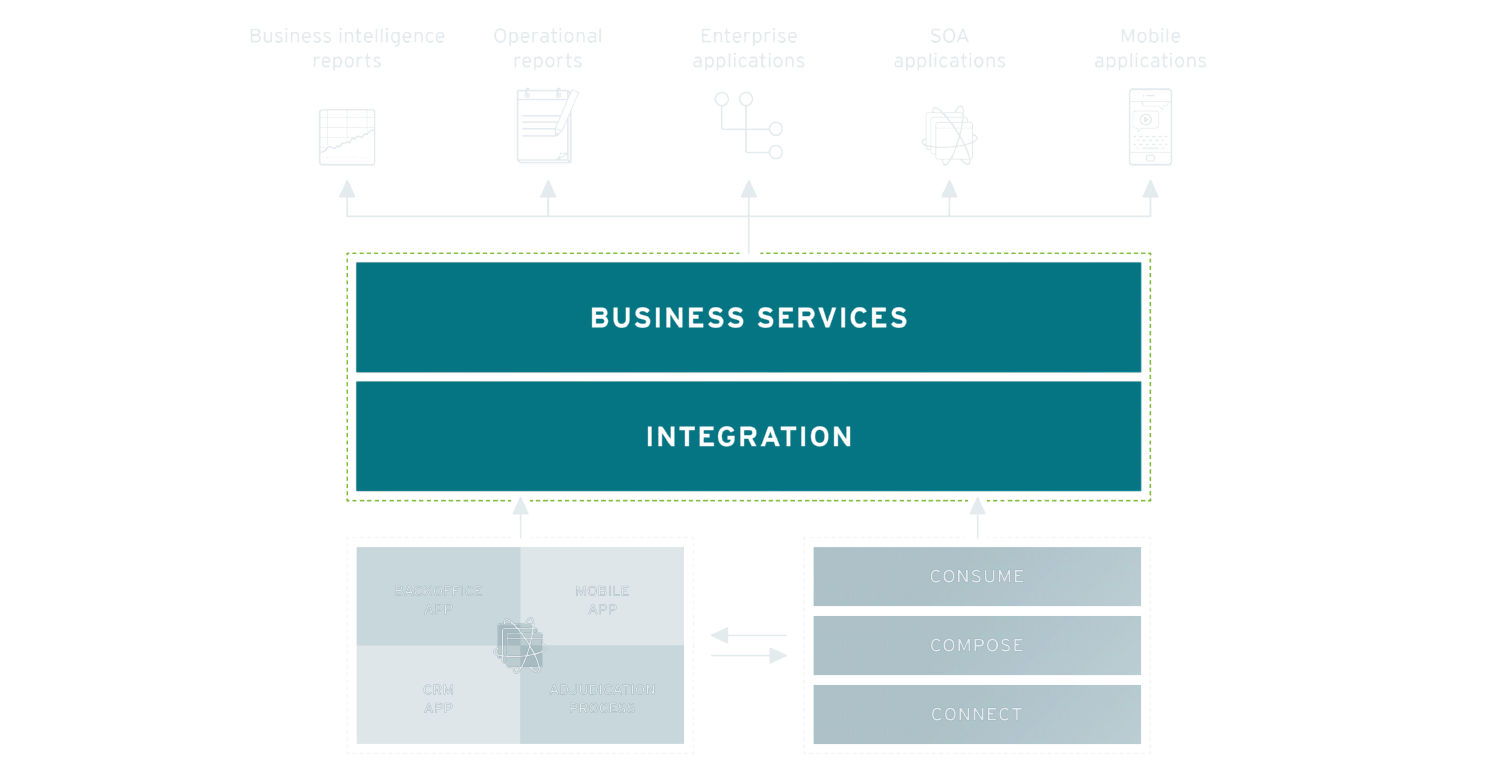 Business intelligence
reports
Operational
reports
Enterprise
applications
SOA
applications
Mobile
applications
BUSINESS SERVICES
INTEGRATION
BACKOFFICE
APP
MOBILE
APP
CRM
APP
ADJUDICATION
PROCESS
CONSUME
COMPOSE
CONNECT